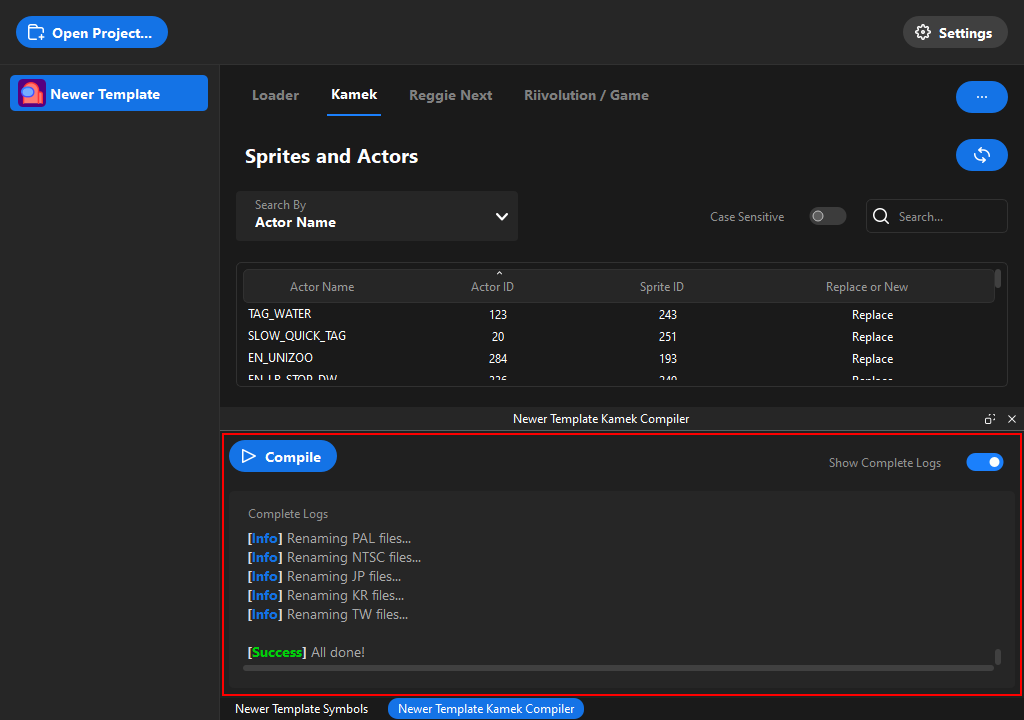 Open Project...
Settings
Newer Template
Loader Kamek Reggie Next Riivolution / Game
...
Sprites and Actors
Search By
Actor Name
Case Sensitive
Search...
Actor Name Actor ID Sprite ID Replace or New
TAG_WATER 123 243 Replace
SLOW_QUICK_TAG 20 251 Replace
EN_UNIZOO 284 193 Replace
EN_LR_STOP_DW 336 240 Replace
Newer Template Kamek Compiler
Compile
Show Complete Logs
Complete Logs
[Info] Renaming PAL files...
[Info] Renaming NTSC files...
[Info] Renaming JP files...
[Info] Renaming KR files...
[Info] Renaming TW files...
[Success] All done!
Newer Template Symbols Newer Template Kamek Compiler